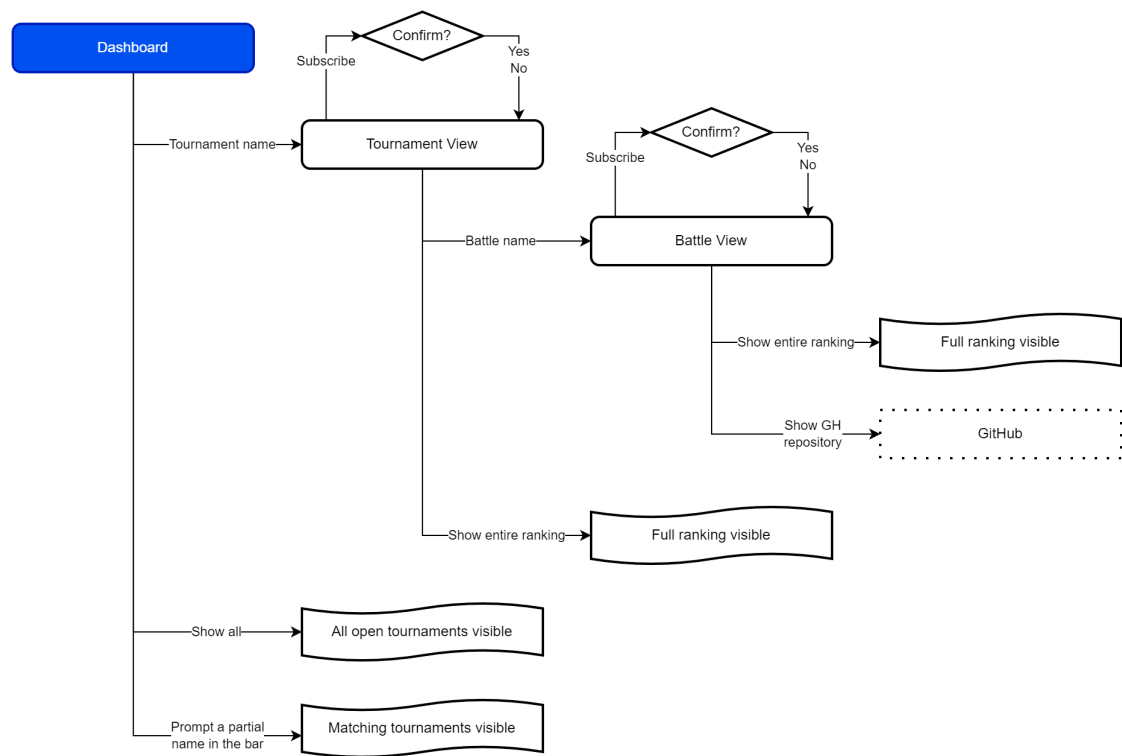 Dashboard
Confirm?
Subscribe
Yes
No
Tournament name
Tournament View
Confirm?
Subscribe
Yes
No
Battle name
Battle View
Show entire ranking
Full ranking visible
Show GH
repository
GitHub
Show entire ranking
Full ranking visible
Show all
All open tournaments visible
Prompt a partial
name in the bar
Matching tournaments visible